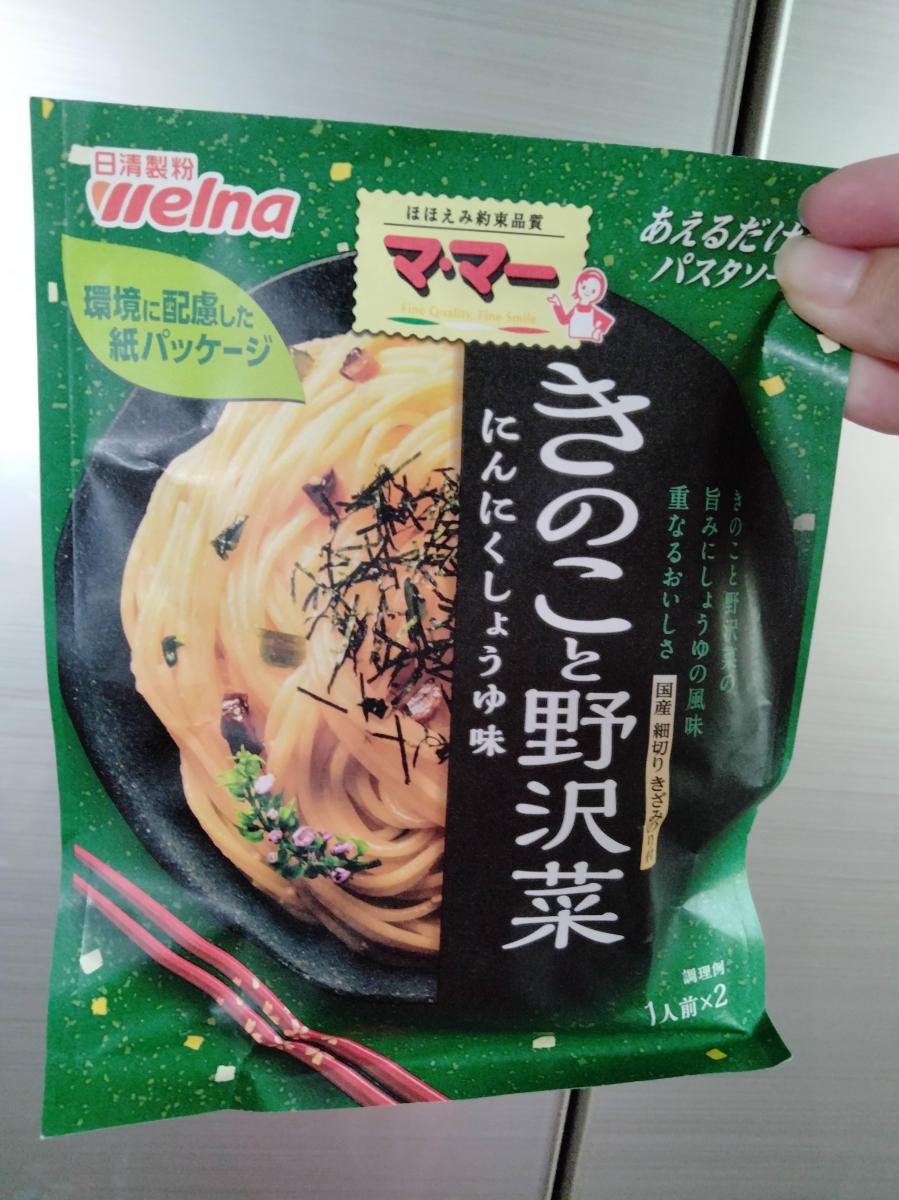 日清製粉
Welna
環境に配慮した
紙パッケージ
ほほえみ約束品質
マ・マー
Fine Quality, Fine Smile
あえるだけ
パスタソー
きのこと野沢菜
にんにくしょうゆ味
きのこと野沢菜の
旨みにしょうゆの風味
重なるおいしさ
国産 細切り きざみのり付
調理例
1人前×2